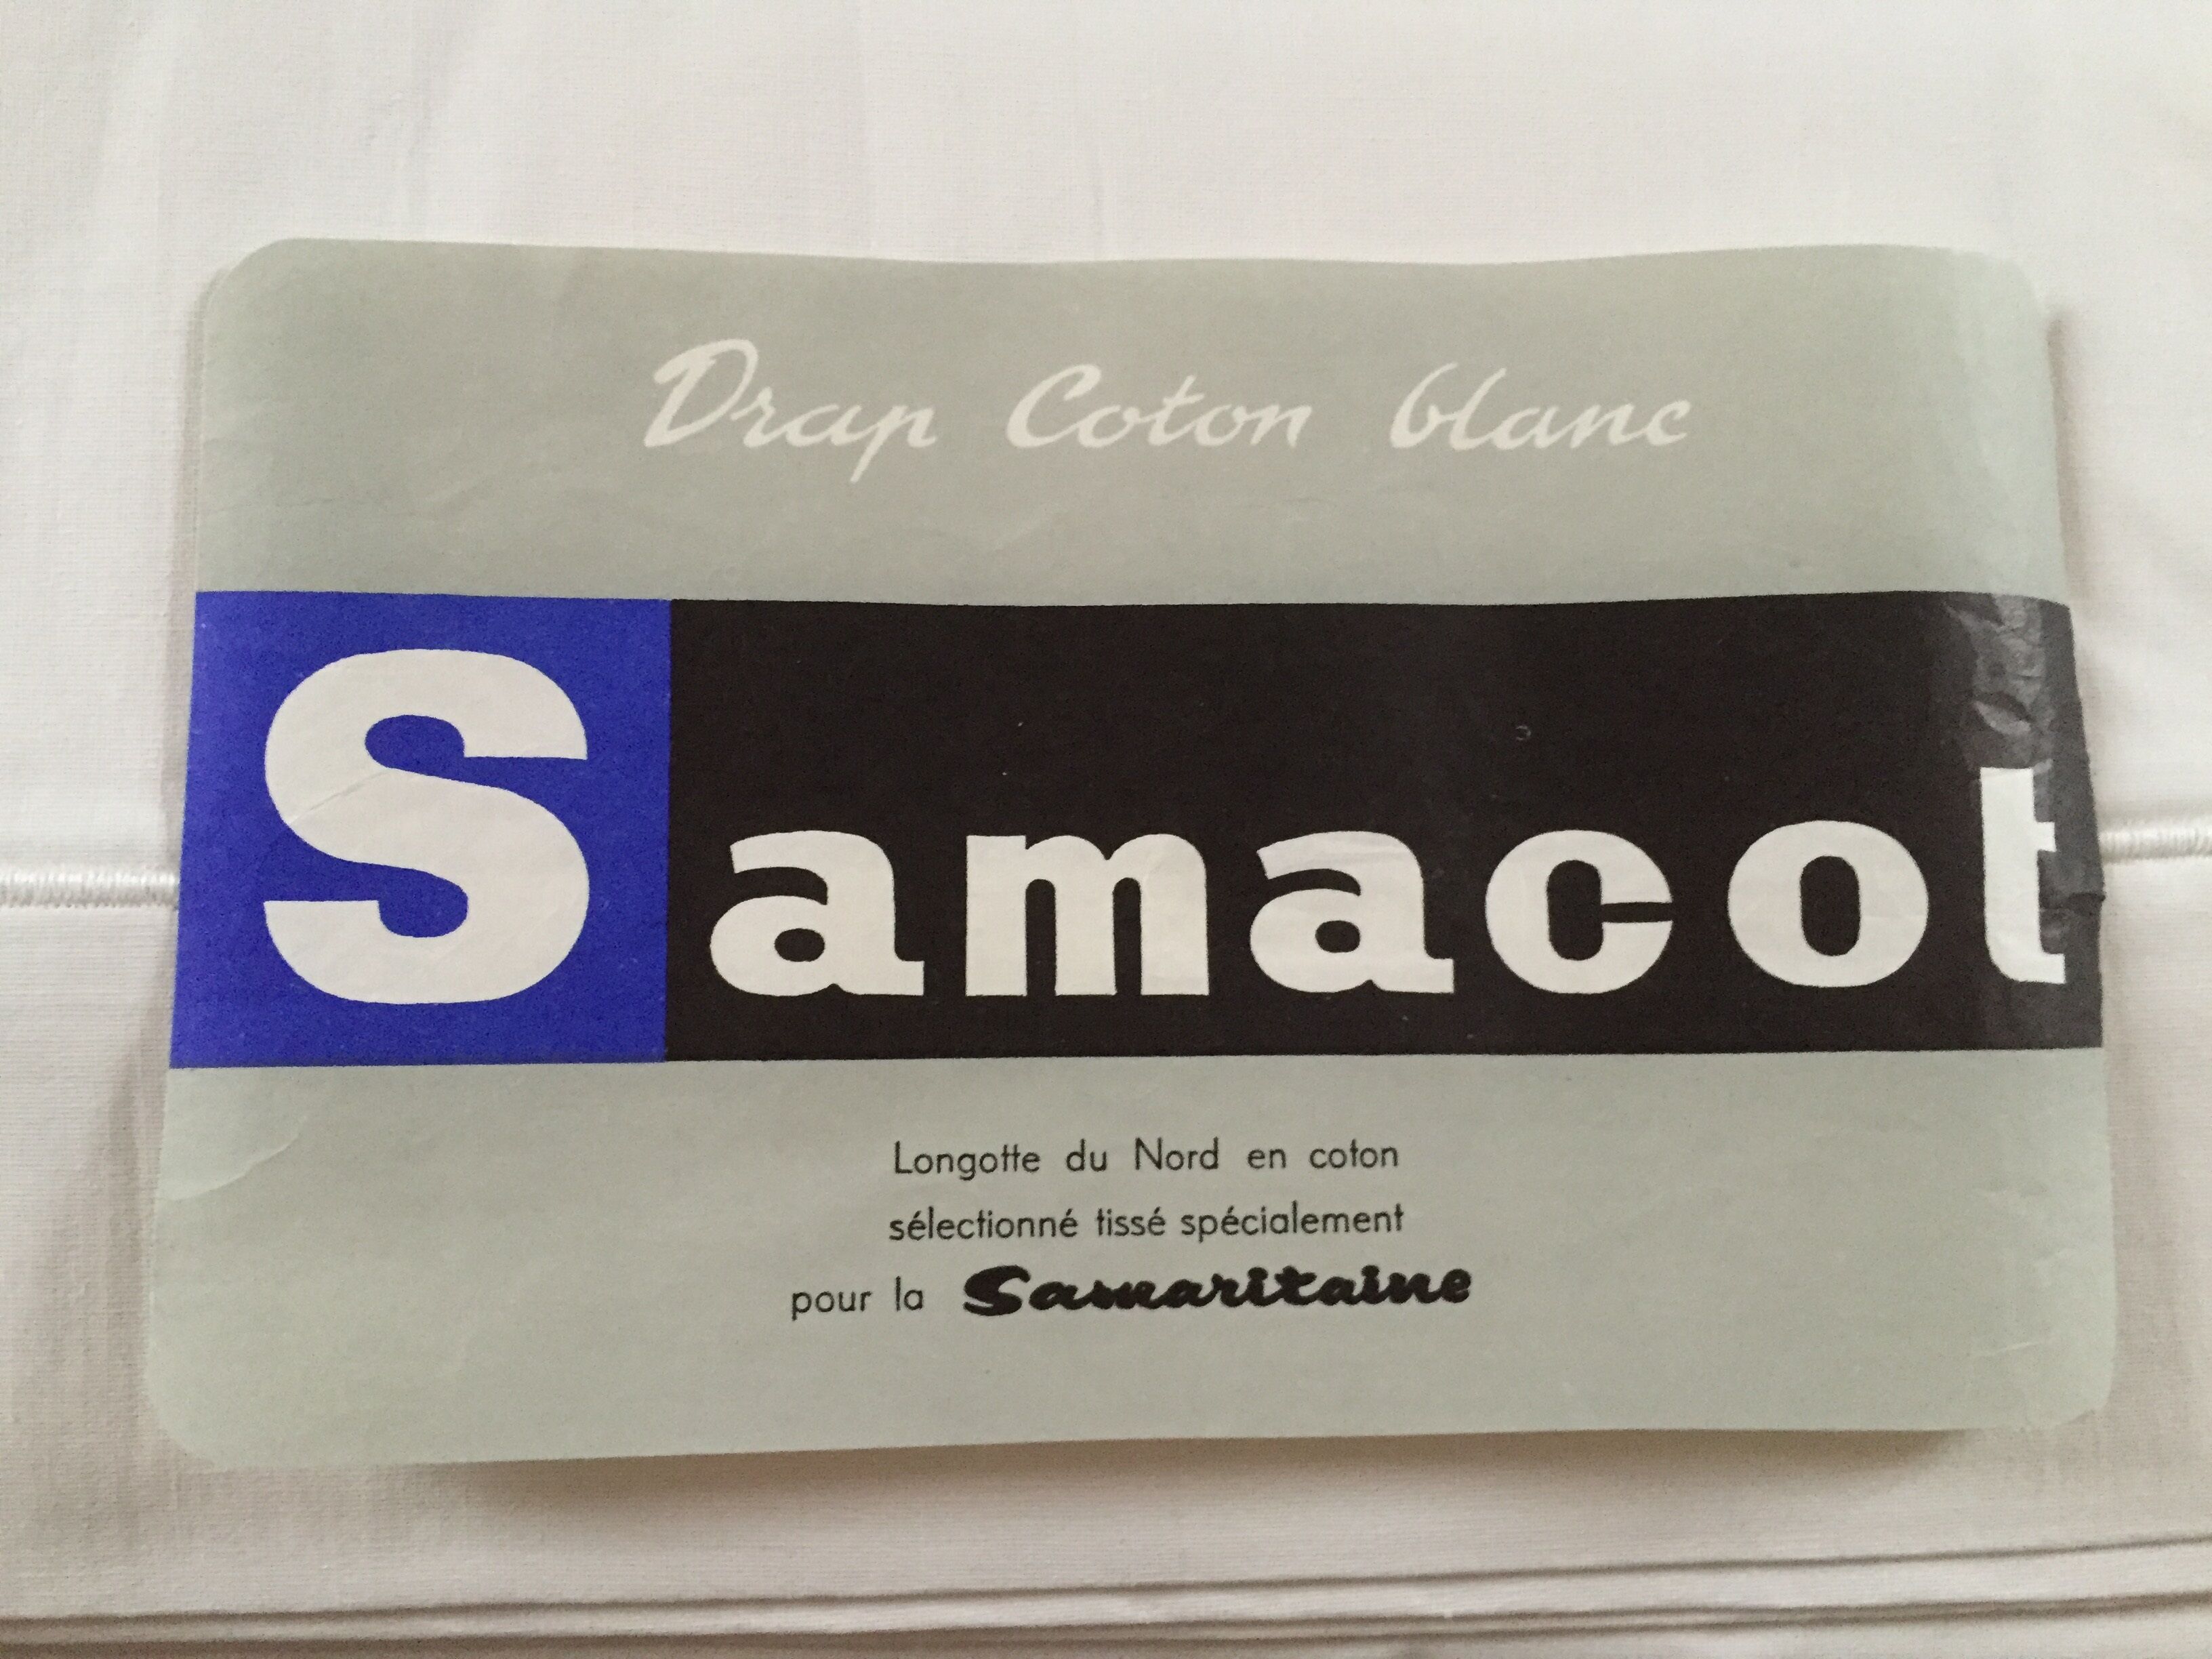 Drap Coton blanc
Samacot
Longotte du Nord en coton
sélectionné tissé spécialement
pour la Samaritaine